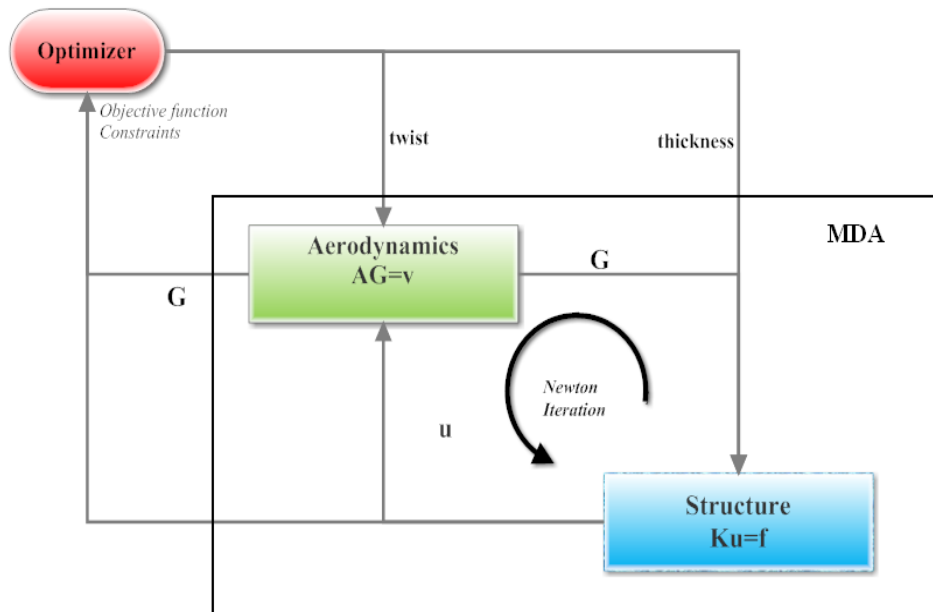 Optimizer
Objective function
Constraints
twist
thickness
MDA
Aerodynamics
AG=v
G
G
Newton
Iteration
u
Structure
Ku=f